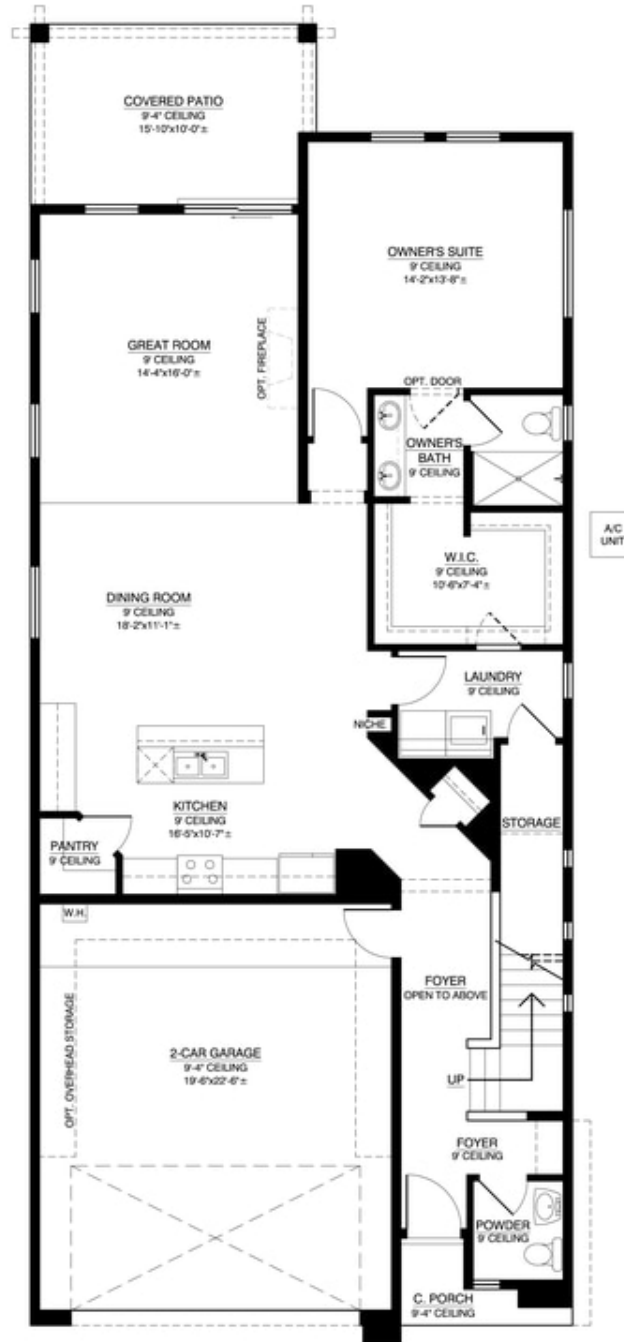 COVERED PATIO
9'-4" CEILING
15'-10"x10'-0"±
OWNER'S SUITE
9' CEILING
14'-2"x13'-8"±
GREAT ROOM
9' CEILING
14'-4"x16'-0"±
OPT. FIREPLACE
OPT. DOOR
OWNER'S
BATH
9' CEILING
A/C
UNIT
W.I.C.
9' CEILING
10'-6"x7'-4"±
DINING ROOM
9' CEILING
18'-2"x11'-1"±
LAUNDRY
9' CEILING
NICHE
KITCHEN
9' CEILING
16'-5"x10'-7"±
STORAGE
PANTRY
9' CEILING
W.H.
FOYER
OPEN TO ABOVE
OPT. OVERHEAD STORAGE
2-CAR GARAGE
9'-4" CEILING
19'-6"x22'-6"±
UP
FOYER
9' CEILING
POWDER
9' CEILING
C. PORCH
9'-4" CEILING